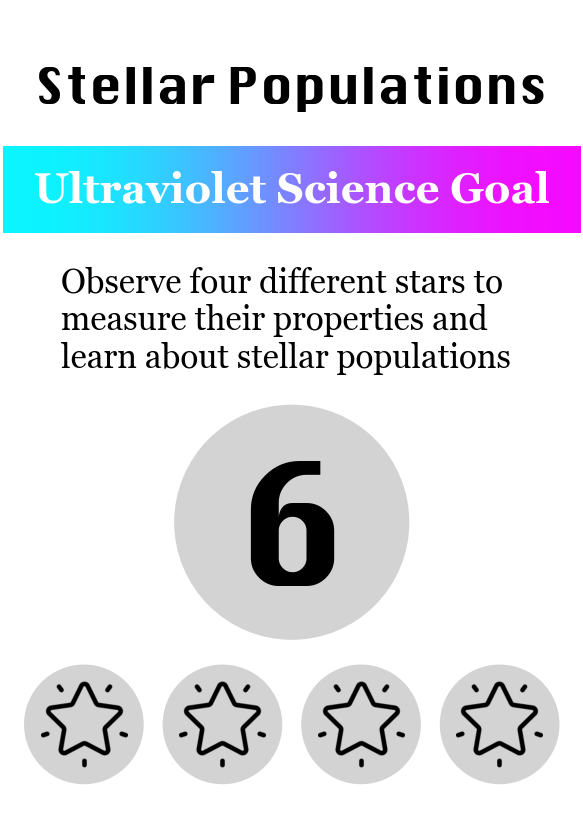 Stellar Populations
Ultraviolet Science Goal
Observe four different stars to
measure their properties and
learn about stellar populations
6